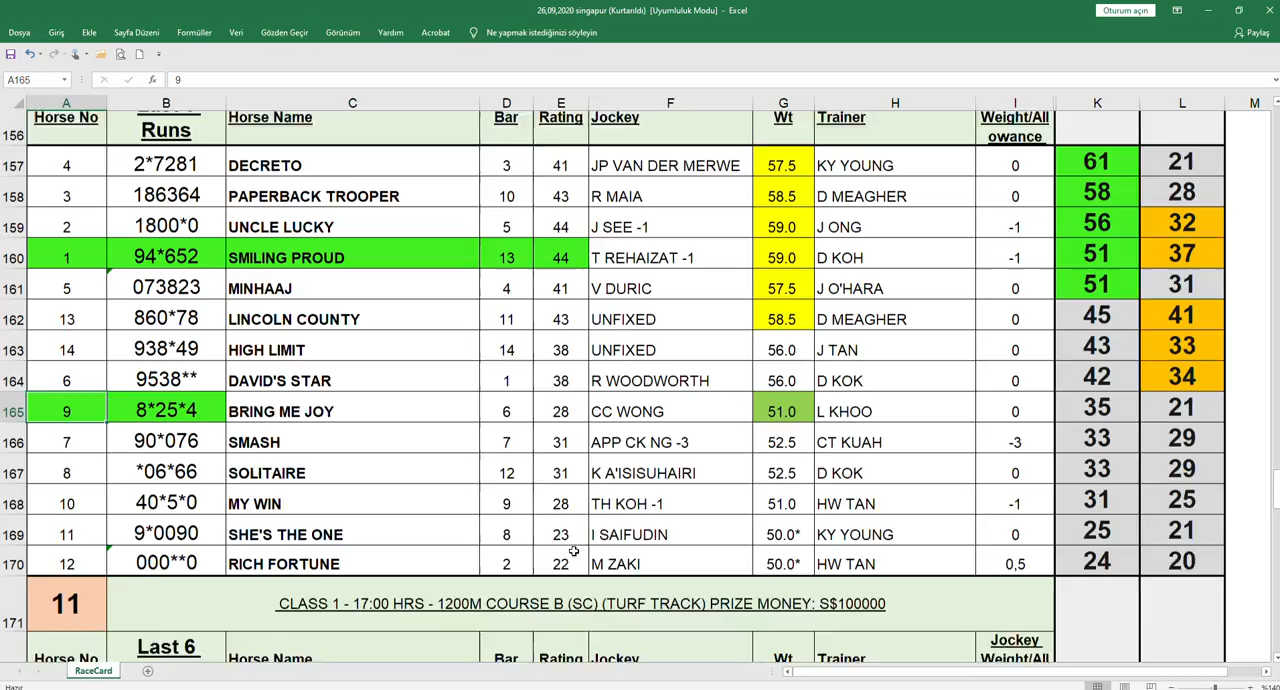 26,09,2020 singapur (Kurtarıldı) [Uyumluluk Modu] - Excel
Oturum açın
Dosya Giriş Ekle Sayfa Düzeni Formüller Veri Gözden Geçir Görünüm Yardım Acrobat Ne yapmak istediğinizi söyleyin Paylaş
A165 fx 9
A B C D E F G H I K L M
156 Horse No Runs Horse Name Bar Rating Jockey Wt Trainer Weight/All
owance
157 4 2*7281 DECRETO 3 41 JP VAN DER MERWE 57.5 KY YOUNG 0 61 21
158 3 186364 PAPERBACK TROOPER 10 43 R MAIA 58.5 D MEAGHER 0 58 28
159 2 1800*0 UNCLE LUCKY 5 44 J SEE -1 59.0 J ONG -1 56 32
160 1 94*652 SMILING PROUD 13 44 T REHAIZAT -1 59.0 D KOH -1 51 37
161 5 073823 MINHAAJ 4 41 V DURIC 57.5 J O'HARA 0 51 31
162 13 860*78 LINCOLN COUNTY 11 43 UNFIXED 58.5 D MEAGHER 0 45 41
163 14 938*49 HIGH LIMIT 14 38 UNFIXED 56.0 J TAN 0 43 33
164 6 9538** DAVID'S STAR 1 38 R WOODWORTH 56.0 D KOK 0 42 34
165 9 8*25*4 BRING ME JOY 6 28 CC WONG 51.0 L KHOO 0 35 21
166 7 90*076 SMASH 7 31 APP CK NG -3 52.5 CT KUAH -3 33 29
167 8 *06*66 SOLITAIRE 12 31 K A'ISISUHAIRI 52.5 D KOK 0 33 29
168 10 40*5*0 MY WIN 9 28 TH KOH -1 51.0 HW TAN -1 31 25
169 11 9*0090 SHE'S THE ONE 8 23 I SAIFUDIN 50.0* KY YOUNG 0 25 21
170 12 000**0 RICH FORTUNE 2 22 M ZAKI 50.0* HW TAN 0,5 24 20
171 11 CLASS 1 - 17:00 HRS - 1200M COURSE B (SC) (TURF TRACK) PRIZE MONEY: S$100000
Horse No Last 6 Horse Name Bar Rating Jockey Wt Trainer Jockey
Weight/All
RaceCard
Hazır %140